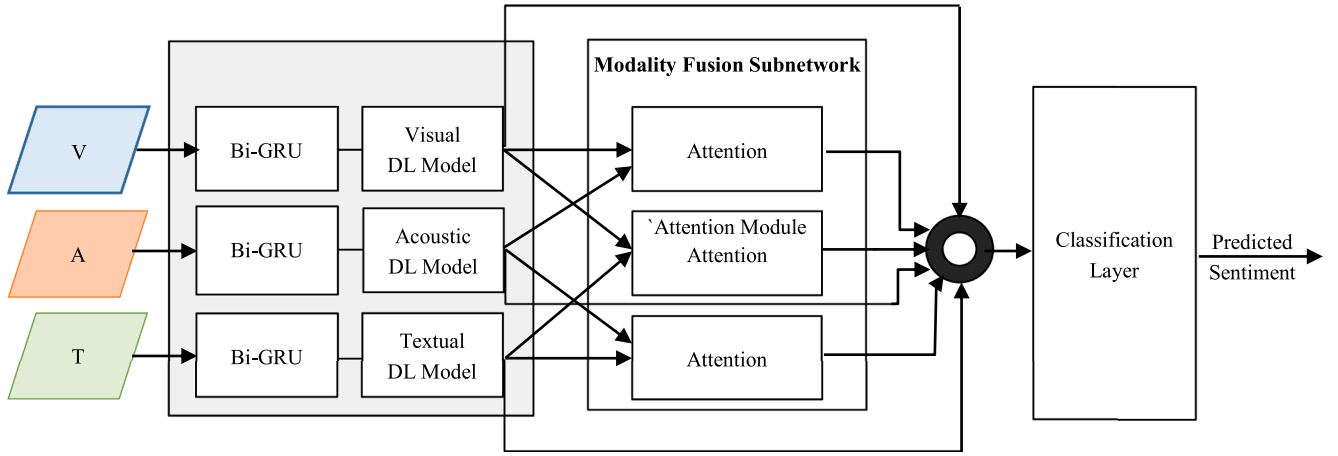 Modality Fusion Subnetwork
V
Bi-GRU
Visual
DL Model
Attention
A
Bi-GRU
Acoustic
DL Model
`Attention Module
Attention
T
Bi-GRU
Textual
DL Model
Attention
Classification
Layer
Predicted
Sentiment